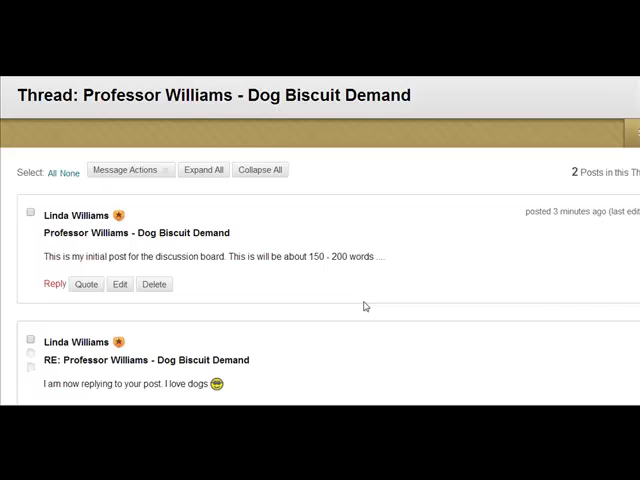 Thread: Professor Williams - Dog Biscuit Demand
Select: All None Message Actions Expand All Collapse All 2 Posts in this Th
Linda Williams posted 3 minutes ago (last edit
Professor Williams - Dog Biscuit Demand
This is my initial post for the discussion board. This is will be about 150 - 200 words ....
Reply Quote Edit Delete
Linda Williams
RE: Professor Williams - Dog Biscuit Demand
I am now replying to your post. I love dogs